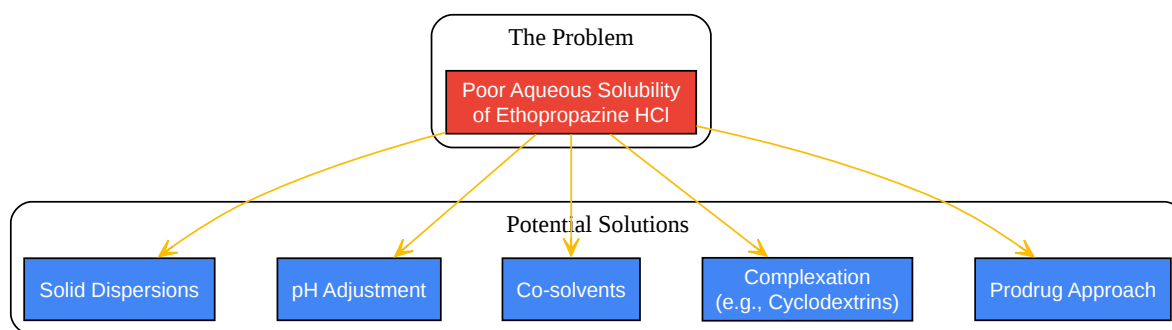 The Problem
Poor Aqueous Solubility
of Ethopropazine HCl
Potential Solutions
Solid Dispersions
pH Adjustment
Co-solvents
Complexation
(e.g., Cyclodextrins)
Prodrug Approach